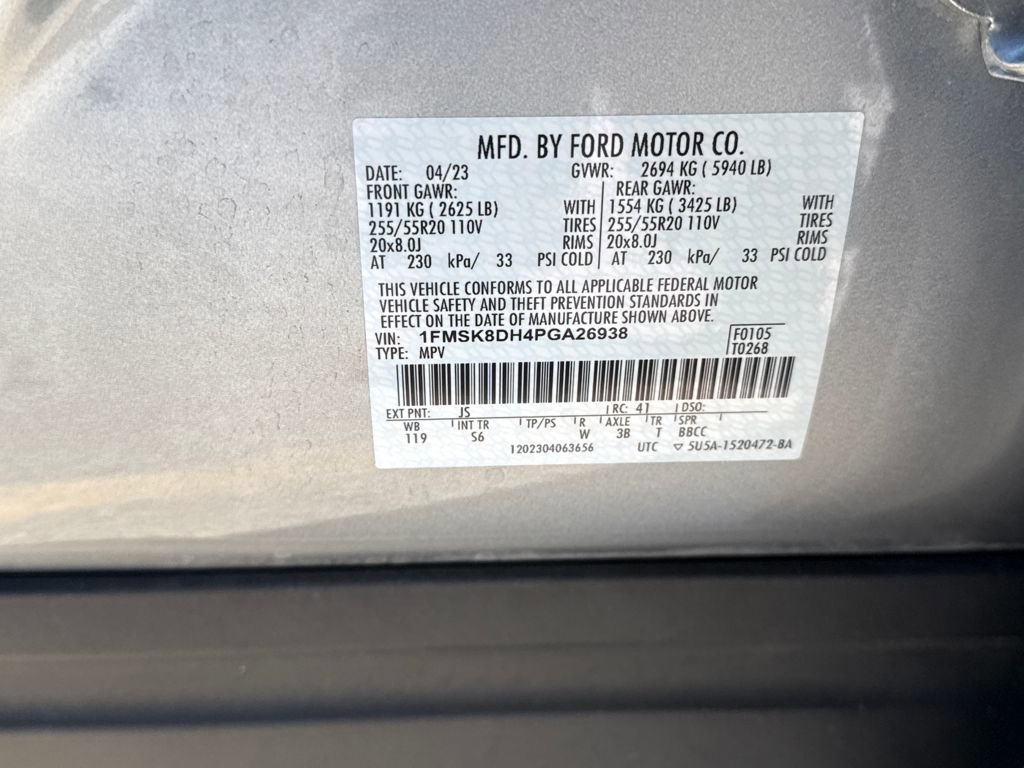 MFD. BY FORD MOTOR CO.
DATE: 04/23 GVWR: 2694 KG ( 5940 LB)
FRONT GAWR: REAR GAWR:
1191 KG ( 2625 LB) WITH 1554 KG ( 3425 LB) WITH
255/55R20 110V TIRES 255/55R20 110V TIRES
20x8.0J RIMS 20x8.0J RIMS
AT 230 kPa/ 33 PSI COLD AT 230 kPa/ 33 PSI COLD
THIS VEHICLE CONFORMS TO ALL APPLICABLE FEDERAL MOTOR
VEHICLE SAFETY AND THEFT PREVENTION STANDARDS IN
EFFECT ON THE DATE OF MANUFACTURE SHOWN ABOVE.
VIN: 1FMSK8DH4PGA26938 F0105
TYPE: MPV T0268
EXT PNT: JS RC: 41 DSO:
WB INT TR TP/PS R AXLE TR SPR
119 S6 W 3B T BBCC
1202304063656 UTC ▽ 5U5A-1520472-BA